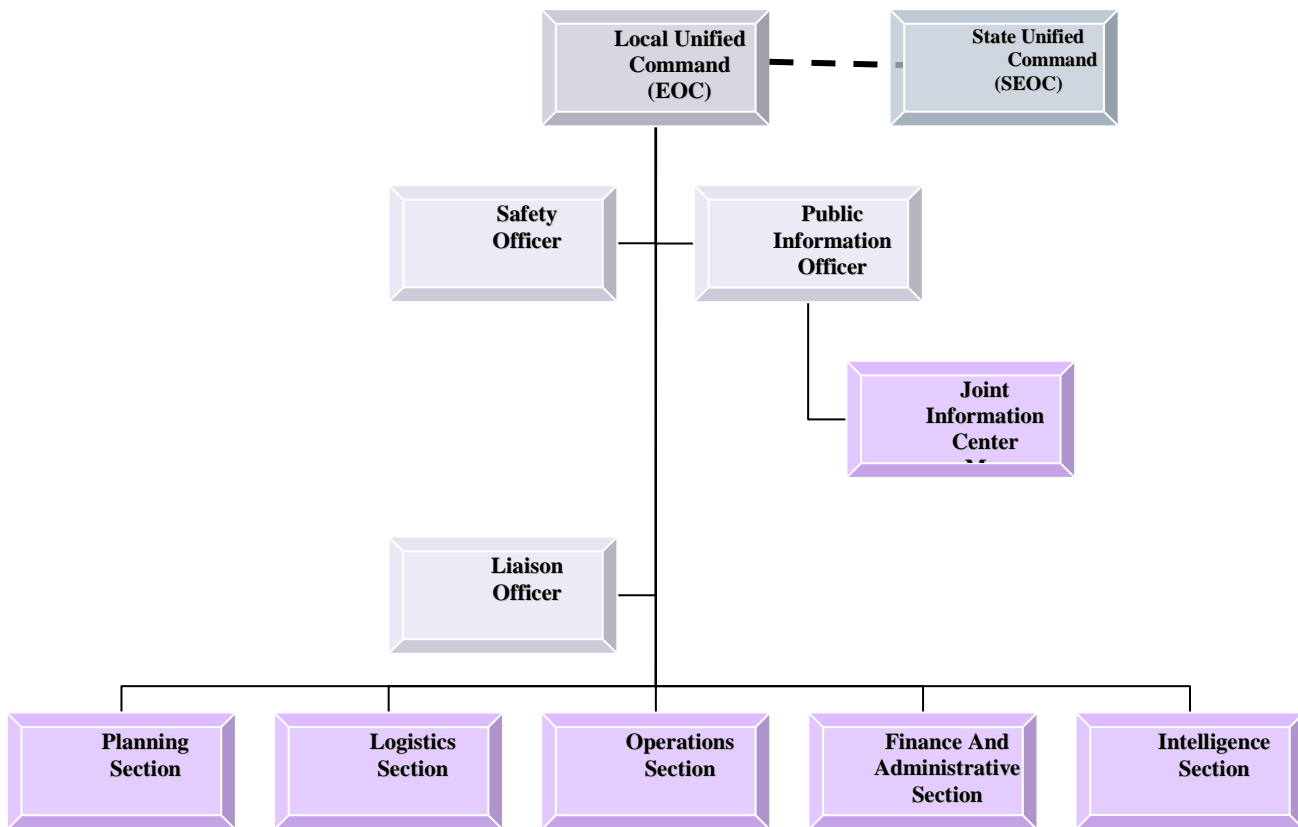 Local Unified
Command
(EOC)
State Unified
Command
(SEOC)
Safety
Officer
Public
Information
Officer
Joint
Information
Center
Liaison
Officer
Planning
Section
Logistics
Section
Operations
Section
Finance And
Administrative
Section
Intelligence
Section